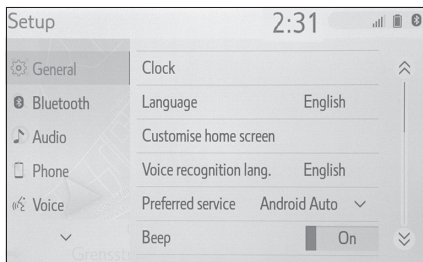 Setup 2:31
General
Bluetooth
Audio
Phone
Voice
Clock
Language English
Customise home screen
Voice recognition lang. English
Preferred service Android Auto
Beep On